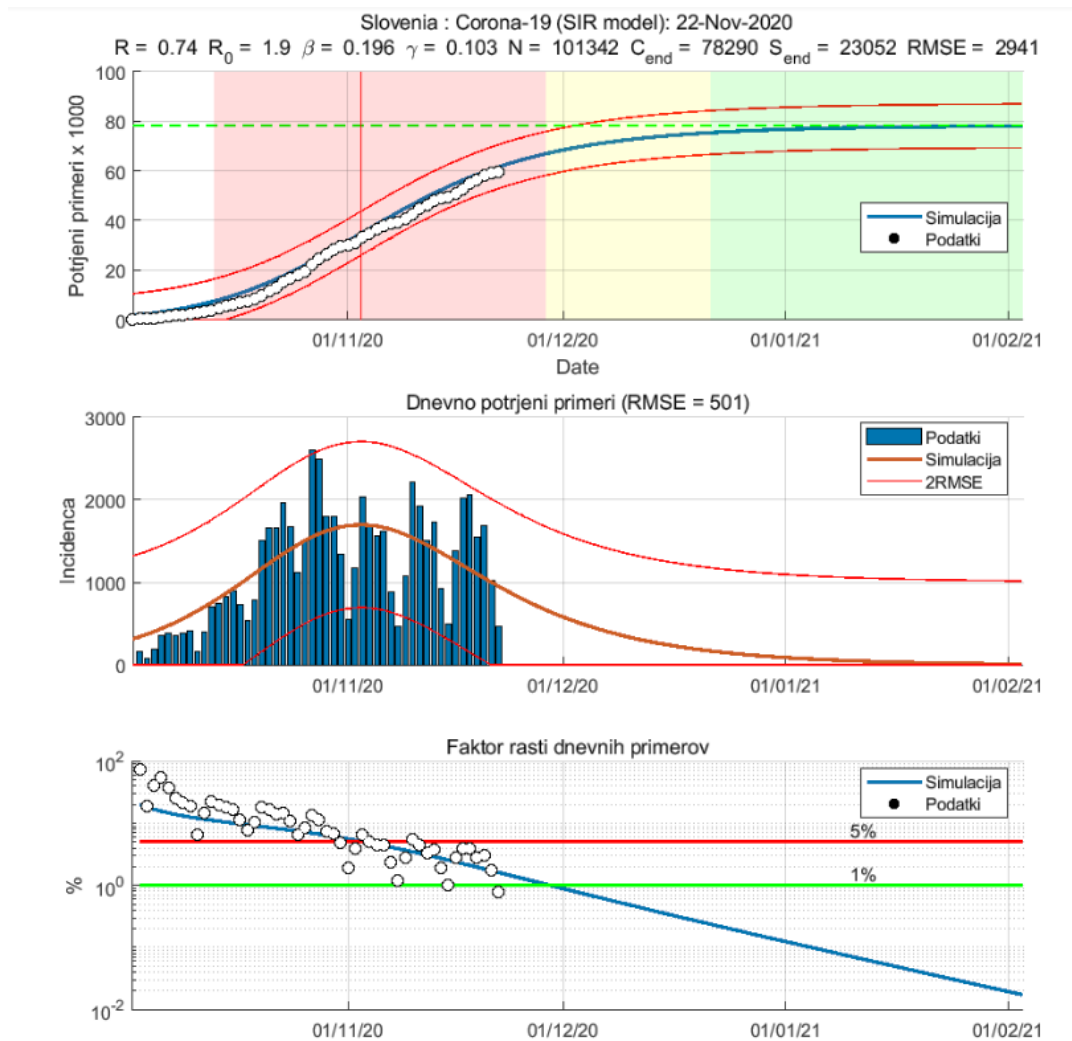 Slovenia : Corona-19 (SIR model): 22-Nov-2020
R = 0.74 R_0 = 1.9 β = 0.196 γ = 0.103 N = 101342 C_end = 78290 S_end = 23052 RMSE = 2941
100
80
60
40
20
0
Potrjeni primeri x 1000
Simulacija
Podatki
01/11/20 01/12/20 01/01/21 01/02/21
Date
Dnevno potrjeni primeri (RMSE = 501)
3000
2000
1000
0
Incidenca
Podatki
Simulacija
2RMSE
01/11/20 01/12/20 01/01/21 01/02/21
Faktor rasti dnevnih primerov
10^2
10^0
10^-2
%
Simulacija
Podatki
5%
1%
01/11/20 01/12/20 01/01/21 01/02/21